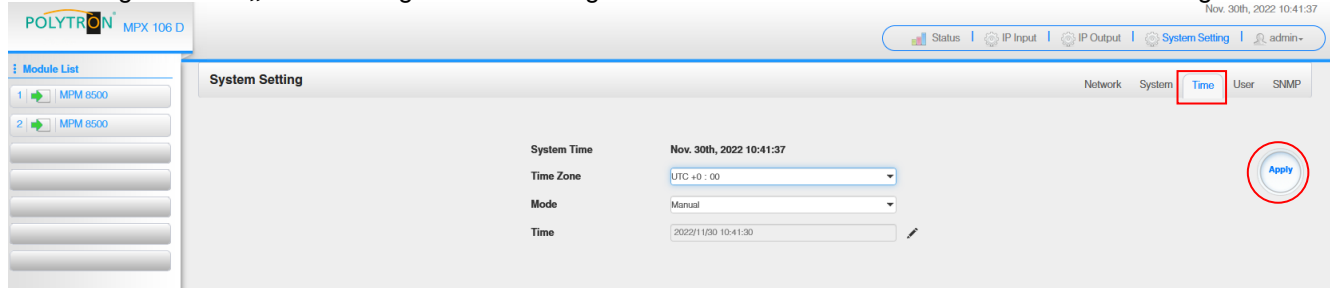 Nov. 30th, 2022 10:41:37
POLYTRON MPX 106 D
Status IP Input IP Output System Setting admin
Module List
System Setting
Network System Time User SNMP
1 MPM 8500
2 MPM 8500
System Time Nov. 30th, 2022 10:41:37
Time Zone UTC +0 : 00
Apply
Mode Manual
Time 2022/11/30 10:41:30